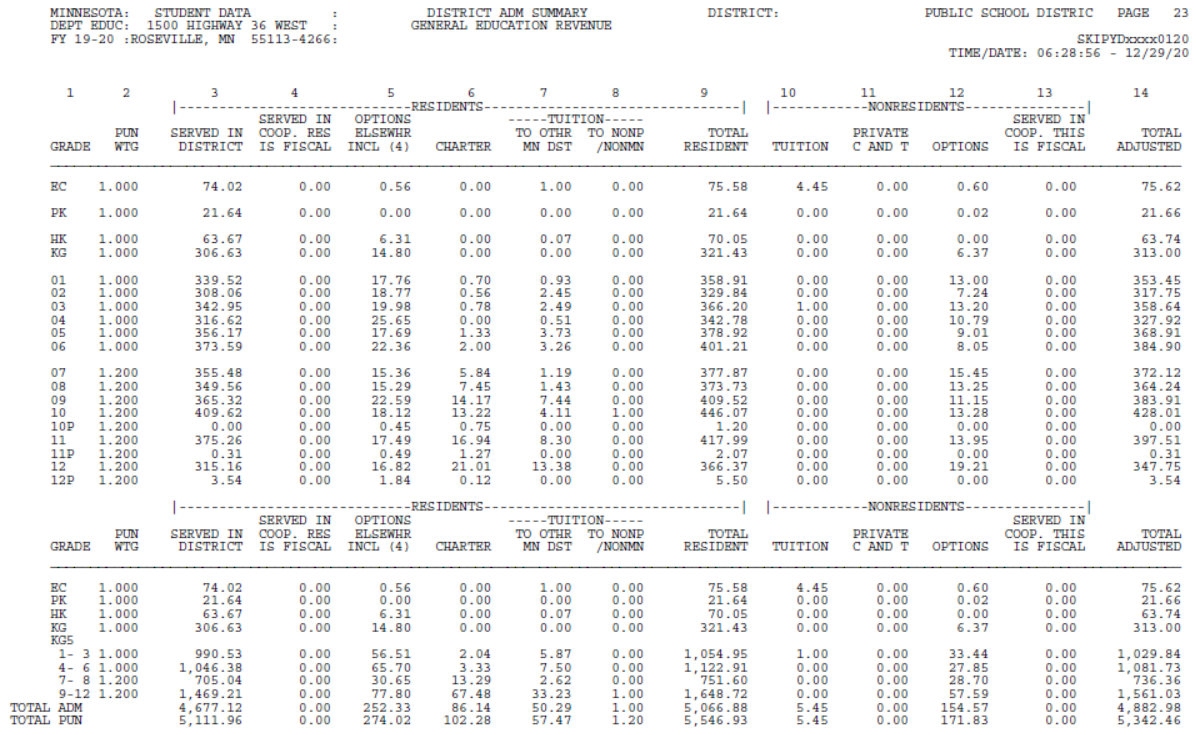 MINNESOTA: STUDENT DATA : DISTRICT ADM SUMMARY DISTRICT: PUBLIC SCHOOL DISTRIC PAGE 23
DEPT EDUC: 1500 HIGHWAY 36 WEST : GENERAL EDUCATION REVENUE
FY 19-20 :ROSEVILLE, MN 55113-4266: SKIPYDxxxx0120
TIME/DATE: 06:28:56 - 12/29/20
1 2 3 4 5 6 7 8 9 10 11 12 13 14
|--------------------------RESIDENTS-----------------------------| |------------NONRESIDENTS---------------|
SERVED IN OPTIONS -----TUITION----- SERVED IN
PUN SERVED IN COOP. RES ELSEWHR TO OTHR TO NONP TOTAL PRIVATE COOP. THIS TOTAL
GRADE WTG DISTRICT IS FISCAL INCL (4) CHARTER MN DST /NONMN RESIDENT TUITION C AND T OPTIONS IS FISCAL ADJUSTED
EC 1.000 74.02 0.00 0.56 0.00 1.00 0.00 75.58 4.45 0.00 0.60 0.00 75.62
PK 1.000 21.64 0.00 0.00 0.00 0.00 0.00 21.64 0.00 0.00 0.02 0.00 21.66
HK 1.000 63.67 0.00 6.31 0.00 0.07 0.00 70.05 0.00 0.00 0.00 0.00 63.74
KG 1.000 306.63 0.00 14.80 0.00 0.00 0.00 321.43 0.00 0.00 6.37 0.00 313.00
01 1.000 339.52 0.00 17.76 0.70 0.93 0.00 358.91 0.00 0.00 13.00 0.00 353.45
02 1.000 308.06 0.00 18.77 0.56 2.45 0.00 329.84 0.00 0.00 7.24 0.00 317.75
03 1.000 342.95 0.00 19.98 0.78 2.49 0.00 366.20 1.00 0.00 13.20 0.00 358.64
04 1.000 316.62 0.00 25.65 0.00 0.51 0.00 342.78 0.00 0.00 10.79 0.00 327.92
05 1.000 356.17 0.00 17.69 1.33 3.73 0.00 378.92 0.00 0.00 9.01 0.00 368.91
06 1.000 373.59 0.00 22.36 2.00 3.26 0.00 401.21 0.00 0.00 8.05 0.00 384.90
07 1.200 355.48 0.00 15.36 5.84 1.19 0.00 377.87 0.00 0.00 15.45 0.00 372.12
08 1.200 349.56 0.00 15.29 7.45 1.43 0.00 373.73 0.00 0.00 13.25 0.00 364.24
09 1.200 365.32 0.00 22.59 14.17 7.44 0.00 409.52 0.00 0.00 11.15 0.00 383.91
10 1.200 409.62 0.00 18.12 13.22 4.11 1.00 446.07 0.00 0.00 13.28 0.00 428.01
10P 1.200 0.00 0.00 0.45 0.75 0.00 0.00 1.20 0.00 0.00 0.00 0.00 0.00
11 1.200 375.26 0.00 17.49 16.94 8.30 0.00 417.99 0.00 0.00 13.95 0.00 397.51
11P 1.200 0.31 0.00 0.49 1.27 0.00 0.00 2.07 0.00 0.00 0.00 0.00 0.31
12 1.200 315.16 0.00 16.82 21.01 13.38 0.00 366.37 0.00 0.00 19.21 0.00 347.75
12P 1.200 3.54 0.00 1.84 0.12 0.00 0.00 5.50 0.00 0.00 0.00 0.00 3.54
|--------------------------RESIDENTS-----------------------------| |------------NONRESIDENTS---------------|
SERVED IN OPTIONS -----TUITION----- SERVED IN
PUN SERVED IN COOP. RES ELSEWHR TO OTHR TO NONP TOTAL PRIVATE COOP. THIS TOTAL
GRADE WTG DISTRICT IS FISCAL INCL (4) CHARTER MN DST /NONMN RESIDENT TUITION C AND T OPTIONS IS FISCAL ADJUSTED
EC 1.000 74.02 0.00 0.56 0.00 1.00 0.00 75.58 4.45 0.00 0.60 0.00 75.62
PK 1.000 21.64 0.00 0.00 0.00 0.00 0.00 21.64 0.00 0.00 0.02 0.00 21.66
HK 1.000 63.67 0.00 6.31 0.00 0.07 0.00 70.05 0.00 0.00 0.00 0.00 63.74
KG 1.000 306.63 0.00 14.80 0.00 0.00 0.00 321.43 0.00 0.00 6.37 0.00 313.00
KG5
1- 3 1.000 990.53 0.00 56.51 2.04 5.87 0.00 1,054.95 1.00 0.00 33.44 0.00 1,029.84
4- 6 1.000 1,046.38 0.00 65.70 3.33 7.50 0.00 1,122.91 0.00 0.00 27.85 0.00 1,081.73
7- 8 1.200 705.04 0.00 30.65 13.29 2.62 0.00 751.60 0.00 0.00 28.70 0.00 736.36
9-12 1.200 1,469.21 0.00 77.80 67.48 33.23 1.00 1,648.72 0.00 0.00 57.59 0.00 1,561.03
TOTAL ADM 4,677.12 0.00 252.33 86.14 50.29 1.00 5,066.88 5.45 0.00 154.57 0.00 4,882.98
TOTAL PUN 5,111.96 0.00 274.02 102.28 57.47 1.20 5,546.93 5.45 0.00 171.83 0.00 5,342.46